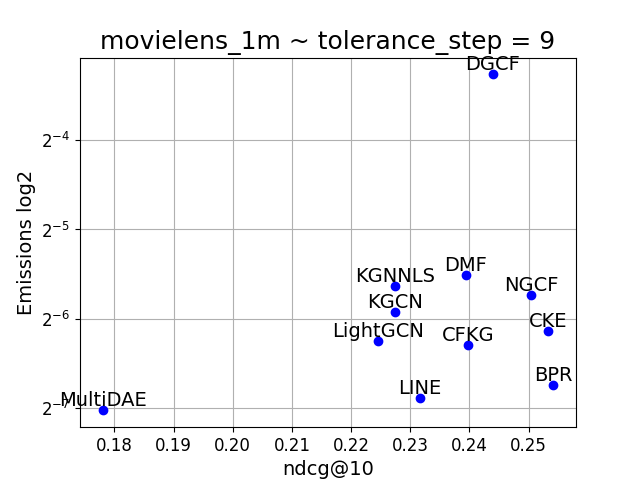 movielens_1m ~ tolerance_step = 9
DGCF
2⁻⁴
2⁻⁵
DMF
KGNNLS
NGCF
KGCN
2⁻⁶
CKE
LightGCN
CFKG
BPR
LINE
MultiDAE
2⁻⁷
Emissions log2
0.18 0.19 0.20 0.21 0.22 0.23 0.24 0.25
ndcg@10